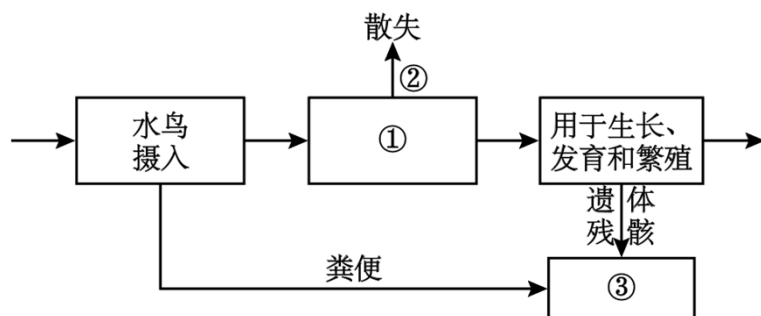 散失
②
水鸟
摄入
①
用于生长、
发育和繁殖
遗体
残骸
粪便
③